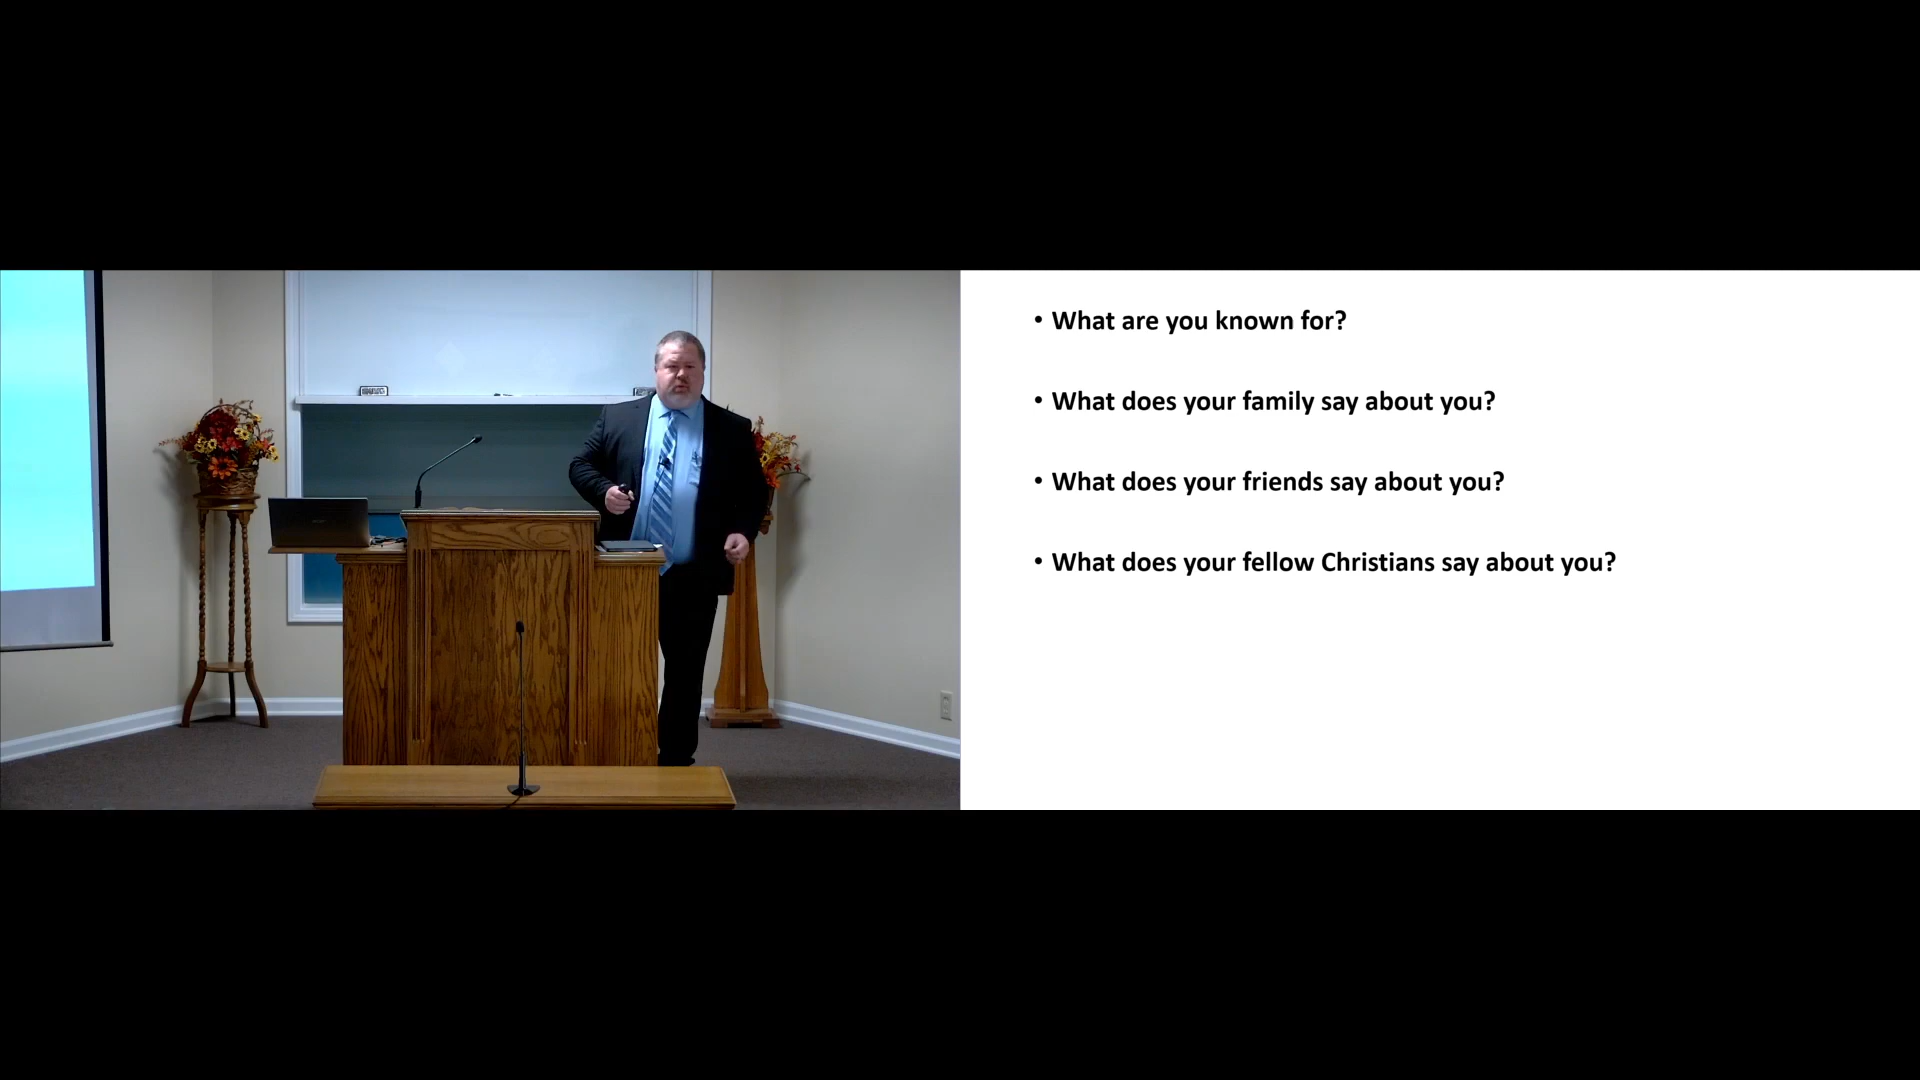 • What are you known for?
• What does your family say about you?
• What does your friends say about you?
• What does your fellow Christians say about you?